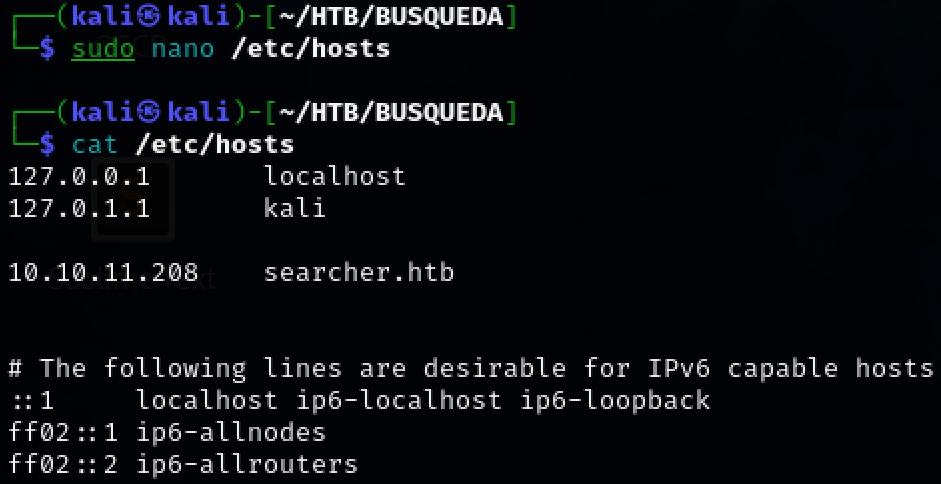 ┌──(kali㉿kali)-[~/HTB/BUSQUEDA]
└─$ sudo nano /etc/hosts
┌──(kali㉿kali)-[~/HTB/BUSQUEDA]
└─$ cat /etc/hosts
127.0.0.1       localhost
127.0.1.1       kali
10.10.11.208    searcher.htb
# The following lines are desirable for IPv6 capable hosts
::1     localhost ip6-localhost ip6-loopback
ff02::1 ip6-allnodes
ff02::2 ip6-allrouters